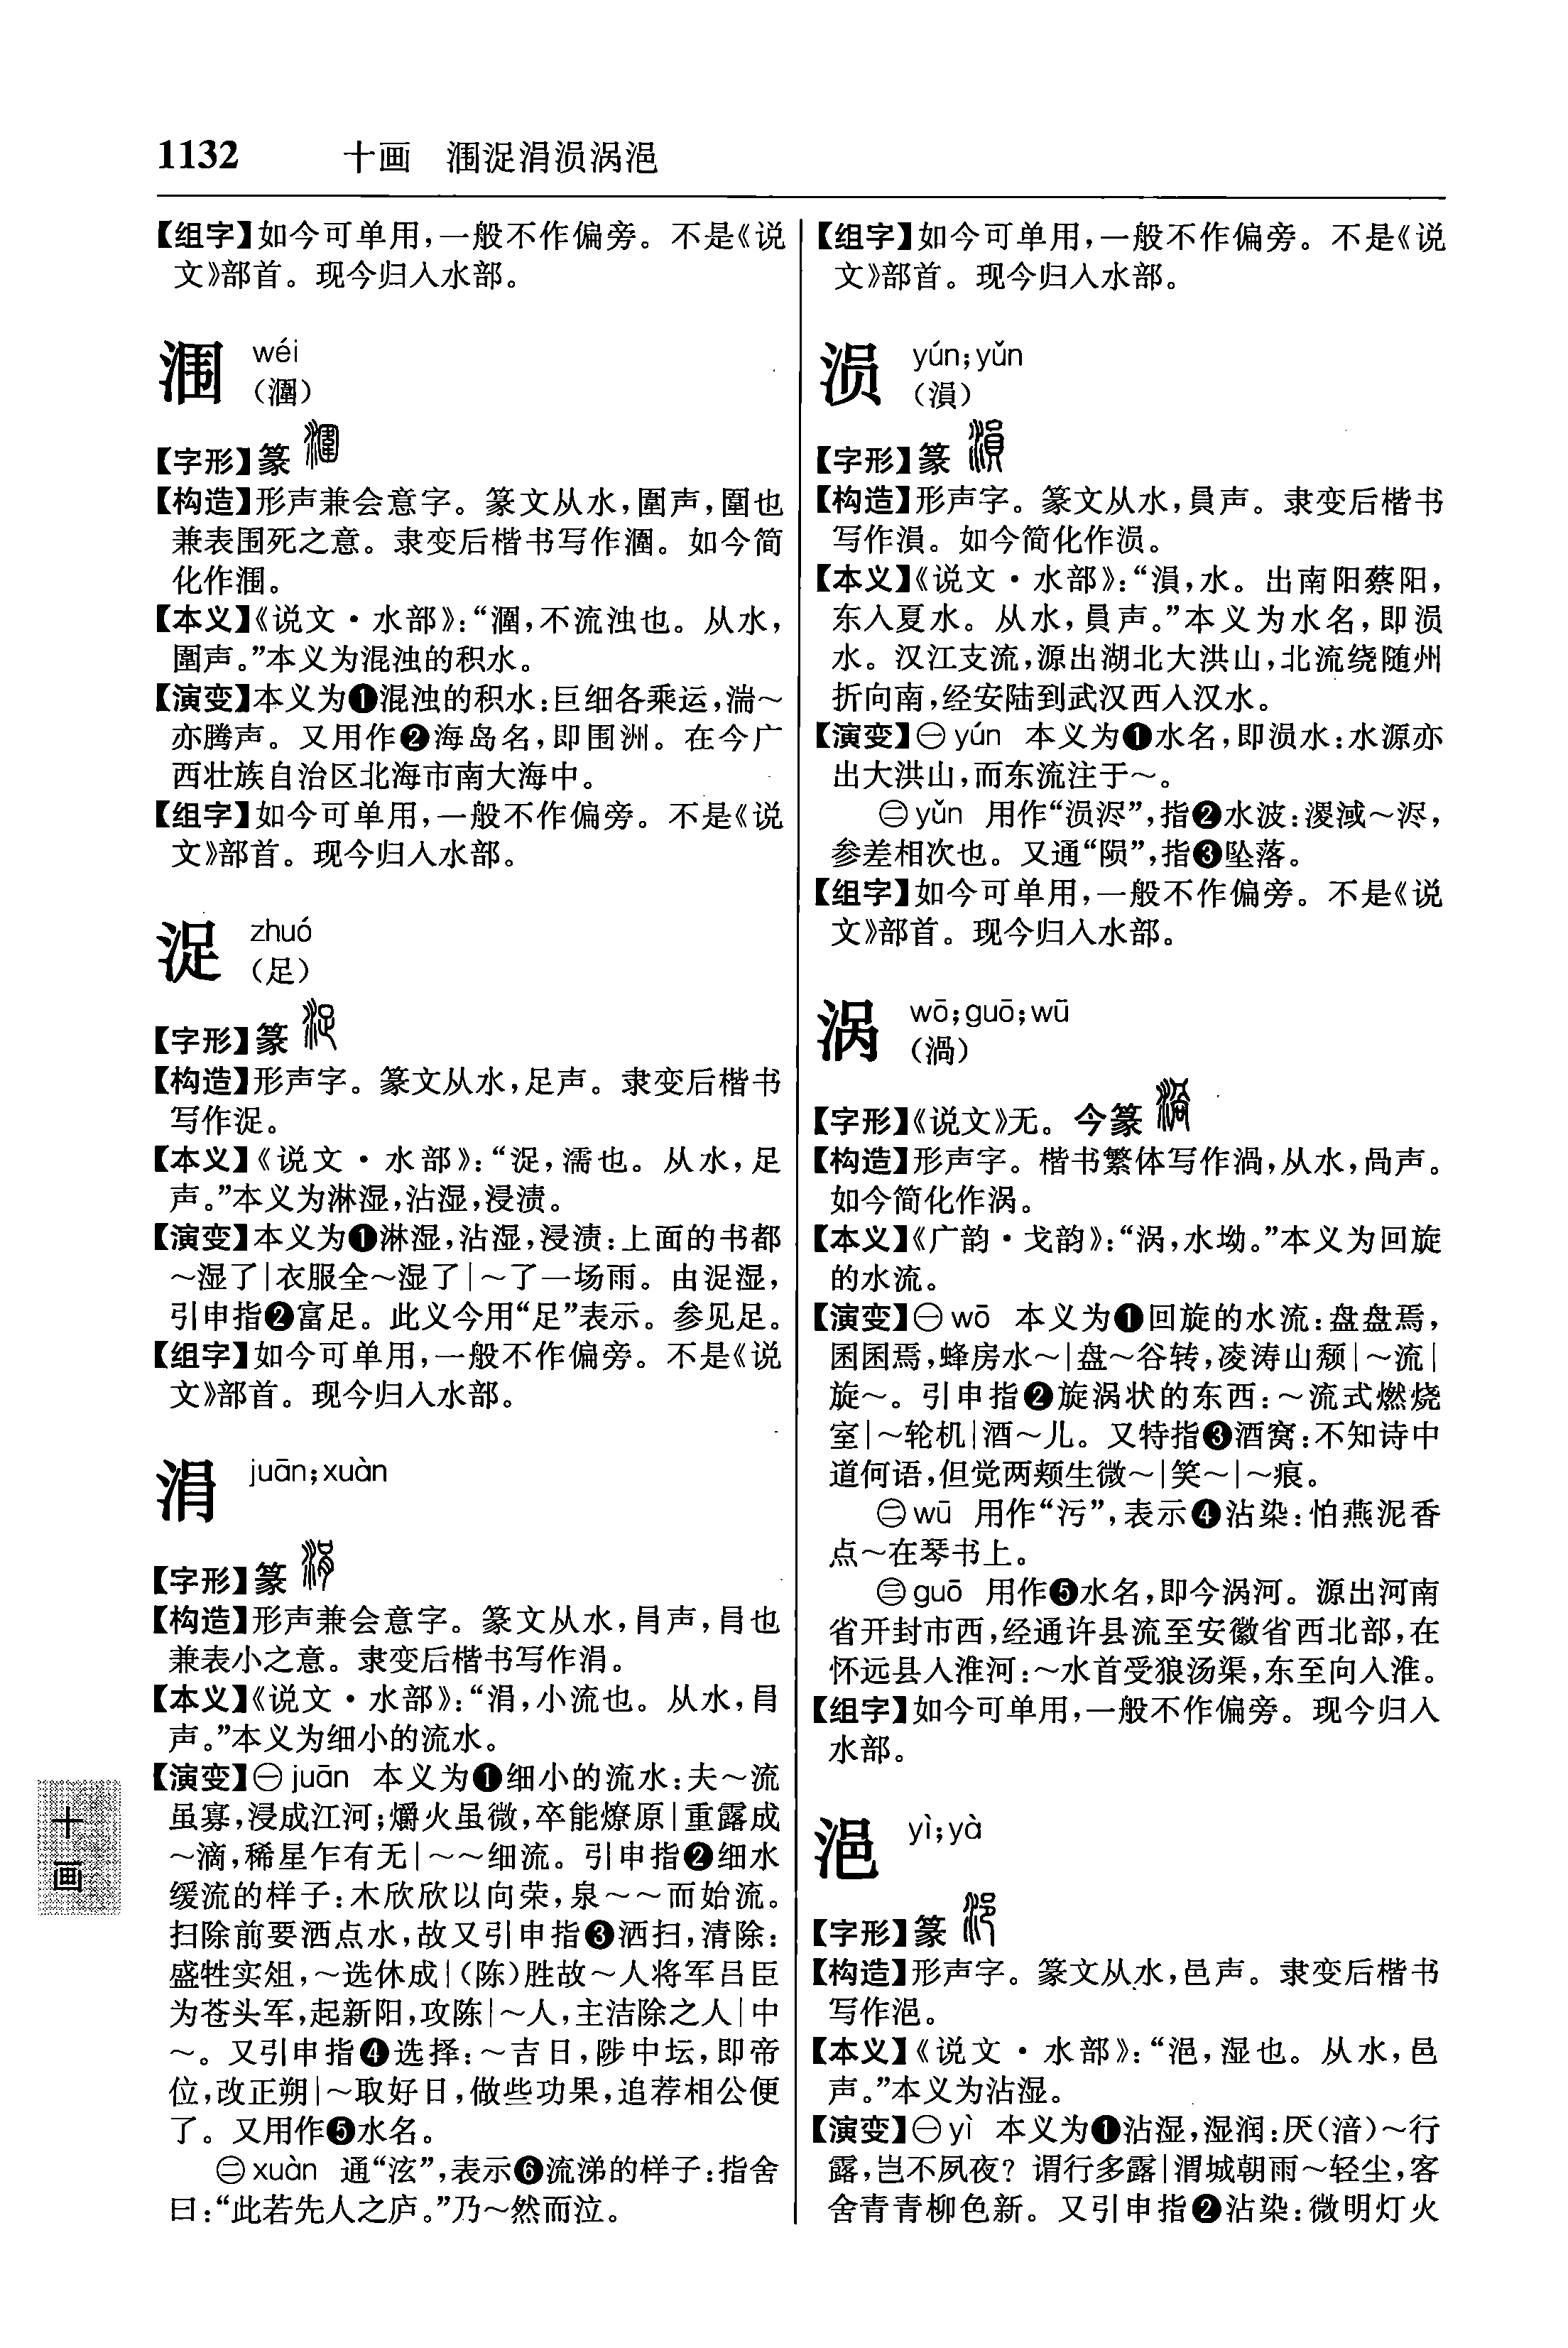 1132 十画 涠浞涓涢涡浥
【组字】如今可单用,一般不作偏旁。不是《说
文》部首。现今归入水部。
涠 wéi
(潿)
【字形】篆
【构造】形声兼会意字。篆文从水,圍声,圍也
兼表围死之意。隶变后楷书写作潿。如今简
化作涠。
【本义】《说文·水部》:“潿,不流浊也。从水,
圍声。”本义为混浊的积水。
【演变】本义为❶混浊的积水:巨细各乘运,湍~
亦腾声。又用作❷海岛名,即围洲。在今广
西壮族自治区北海市南大海中。
【组字】如今可单用,一般不作偏旁。不是《说
文》部首。现今归入水部。
浞 zhuó
(足)
【字形】篆
【构造】形声字。篆文从水,足声。隶变后楷书
写作浞。
【本义】《说文·水部》:“浞,濡也。从水,足
声。”本义为淋湿,沾湿,浸渍。
【演变】本义为❶淋湿,沾湿,浸渍:上面的书都
~湿了|衣服全~湿了|~了一场雨。由浞湿,
引申指❷富足。此义今用“足”表示。参见足。
【组字】如今可单用,一般不作偏旁。不是《说
文》部首。现今归入水部。
涓 juān;xuàn
【字形】篆
【构造】形声兼会意字。篆文从水,肙声,肙也
兼表小之意。隶变后楷书写作涓。
【本义】《说文·水部》:“涓,小流也。从水,肙
声。”本义为细小的流水。
【演变】㊀juān 本义为❶细小的流水:夫~流
虽寡,浸成江河;爝火虽微,卒能燎原|重露成
~滴,稀星乍有无|~~细流。引申指❷细水
缓流的样子:木欣欣以向荣,泉~~而始流。
扫除前要洒点水,故又引申指❸洒扫,清除:
盛牲实俎,~选休成|(陈)胜故~人将军吕臣
为苍头军,起新阳,攻陈|~人,主洁除之人|中
~。又引申指❹选择:~吉日,陟中坛,即帝
位,改正朔|~取好日,做些功果,追荐相公便
了。又用作❺水名。
㊁xuàn 通“泫”,表示❻流涕的样子:指舍
曰:“此若先人之庐。”乃~然而泣。
十画
【组字】如今可单用,一般不作偏旁。不是《说
文》部首。现今归入水部。
涢 yún;yǔn
(溳)
【字形】篆
【构造】形声字。篆文从水,員声。隶变后楷书
写作溳。如今简化作涢。
【本义】《说文·水部》:“溳,水。出南阳蔡阳,
东入夏水。从水,員声。”本义为水名,即涢
水。汉江支流,源出湖北大洪山,北流绕随州
折向南,经安陆到武汉西入汉水。
【演变】㊀yún 本义为❶水名,即涢水:水源亦
出大洪山,而东流注于~。
㊁yǔn 用作“涢浕”,指❷水波:溭淢~浕,
参差相次也。又通“陨”,指❸坠落。
【组字】如今可单用,一般不作偏旁。不是《说
文》部首。现今归入水部。
涡 wō;guō;wū
(渦)
【字形】《说文》无。今篆
【构造】形声字。楷书繁体写作渦,从水,咼声。
如今简化作涡。
【本义】《广韵·戈韵》:“涡,水坳。”本义为回旋
的水流。
【演变】㊀wō 本义为❶回旋的水流:盘盘焉,
囷囷焉,蜂房水~|盘~谷转,凌涛山颓|~流|
旋~。引申指❷旋涡状的东西:~流式燃烧
室|~轮机|酒~儿。又特指❸酒窝:不知诗中
道何语,但觉两颊生微~|笑~|~痕。
㊁wū 用作“污”,表示❹沾染:怕燕泥香
点~在琴书上。
㊂guō 用作❺水名,即今涡河。源出河南
省开封市西,经通许县流至安徽省西北部,在
怀远县入淮河:~水首受狼汤渠,东至向入淮。
【组字】如今可单用,一般不作偏旁。现今归入
水部。
浥 yì;yà
【字形】篆
【构造】形声字。篆文从水,邑声。隶变后楷书
写作浥。
【本义】《说文·水部》:“浥,湿也。从水,邑
声。”本义为沾湿。
【演变】㊀yì 本义为❶沾湿,湿润:厌(湆)~行
露,岂不夙夜?谓行多露|渭城朝雨~轻尘,客
舍青青柳色新。又引申指❷沾染:微明灯火